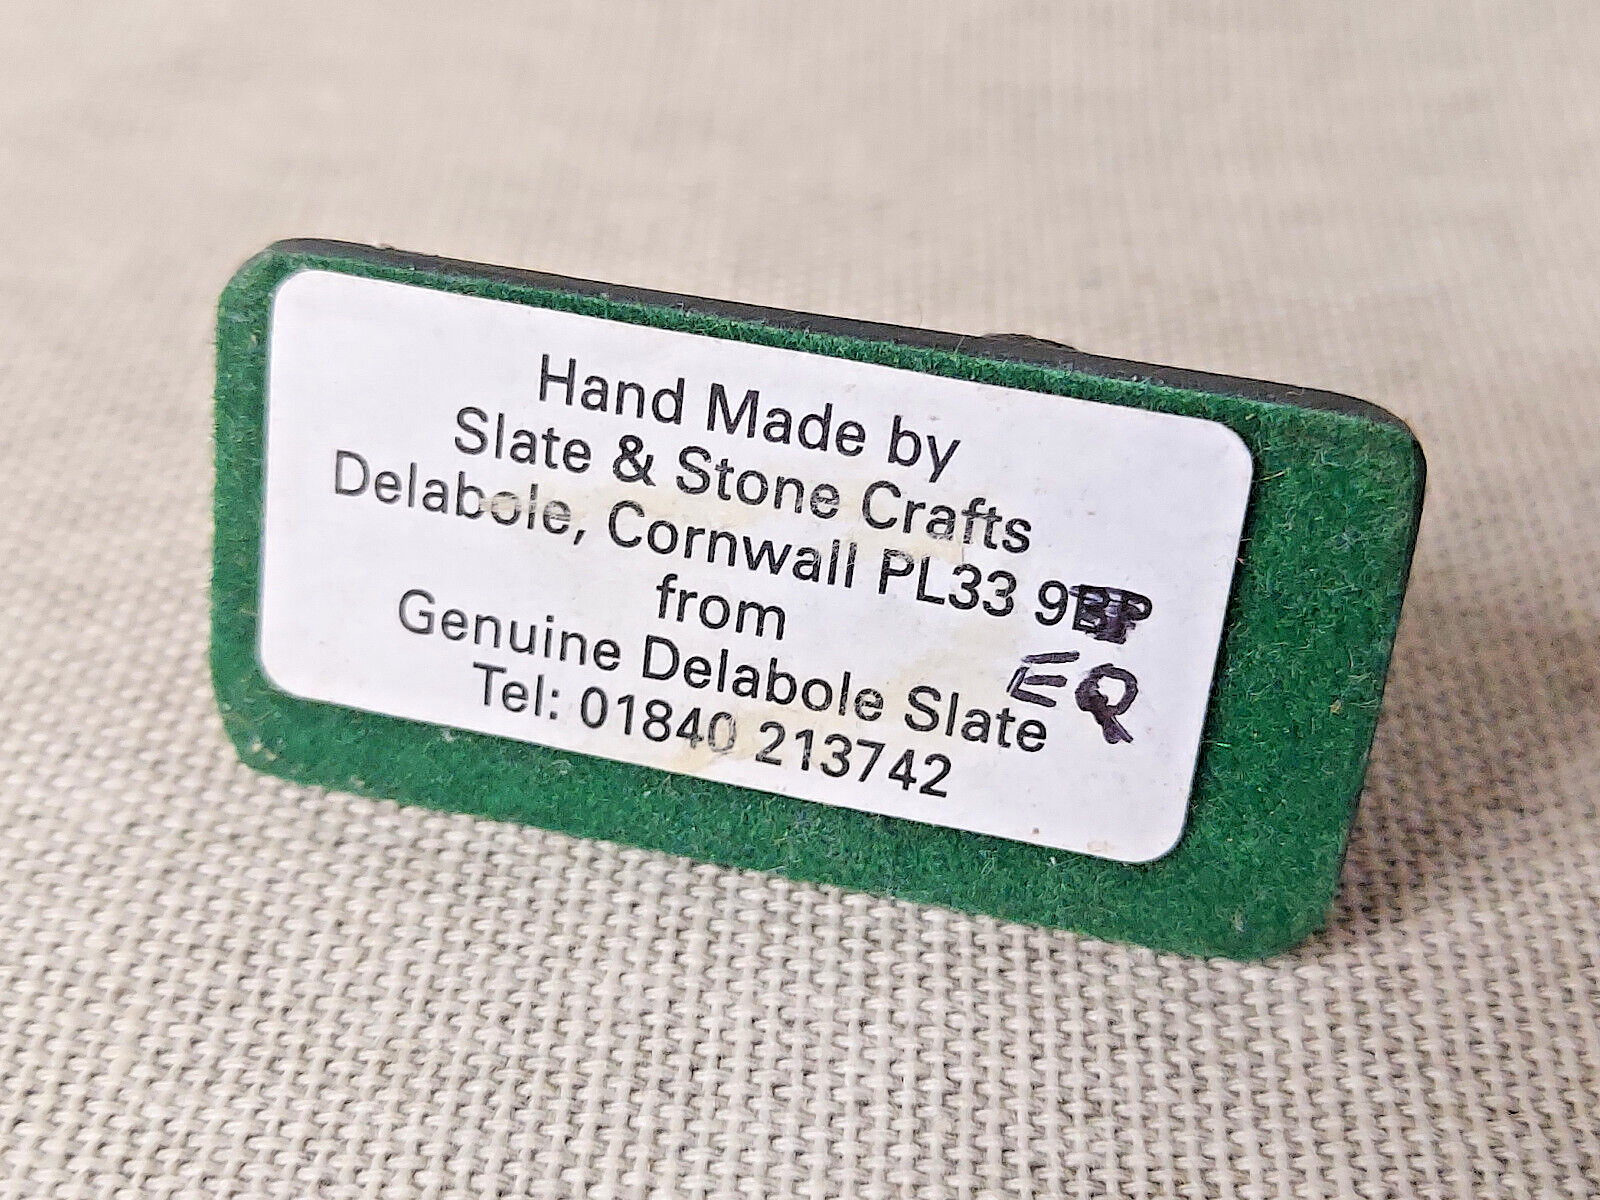 Hand Made by
Slate & Stone Crafts
Delabole, Cornwall PL33 9
EQ
from
Genuine Delabole Slate
Tel: 01840 213742